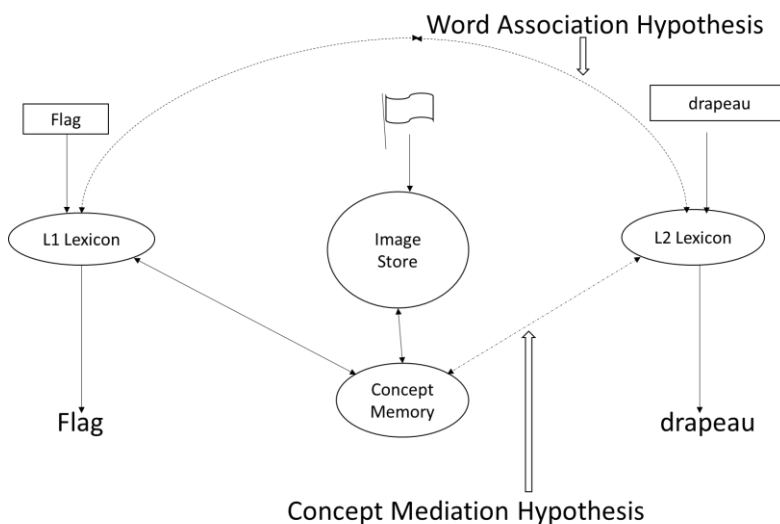 Word Association Hypothesis
Flag
drapeau
L1 Lexicon
Image
Store
L2 Lexicon
Concept
Memory
Flag
drapeau
Concept Mediation Hypothesis